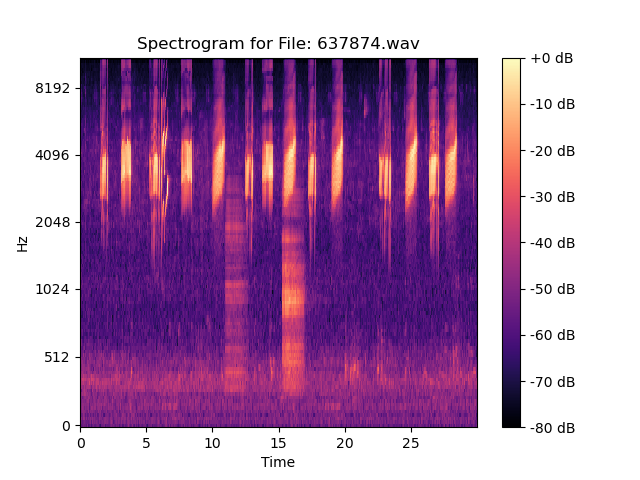 Spectrogram for File: 637874.wav
+0 dB
8192
-10 dB
4096
-20 dB
-30 dB
2048
Hz
-40 dB
1024
-50 dB
-60 dB
512
-70 dB
0
-80 dB
0 5 10 15 20 25
Time